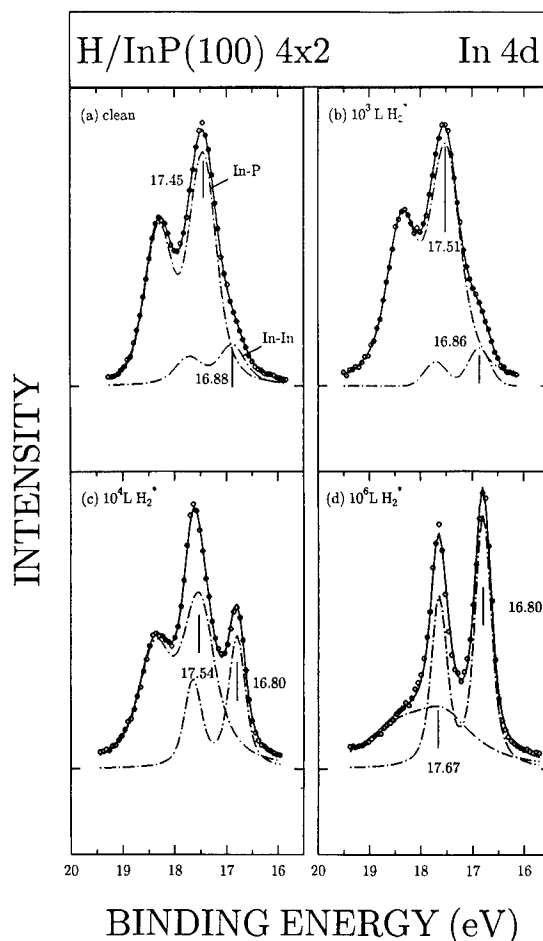 H/InP(100) 4x2 In 4d
(a) clean
17.45
In-P
In-In
16.88
(b) 10³ L H₂*
17.51
16.86
INTENSITY
(c) 10⁴L H₂*
17.54
16.80
(d) 10⁶L H₂*
16.80
17.67
20 19 18 17 16 20 19 18 17 16
BINDING ENERGY (eV)